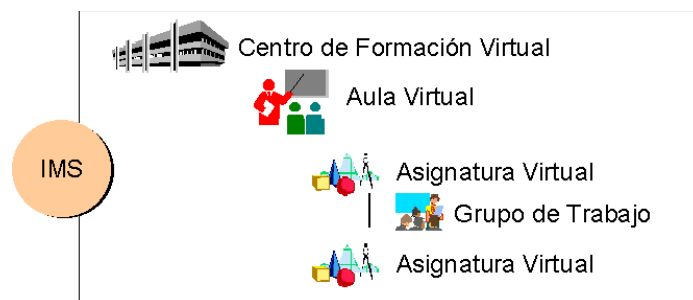 Centro de Formación Virtual
Aula Virtual
IMS
Asignatura Virtual
Grupo de Trabajo
Asignatura Virtual